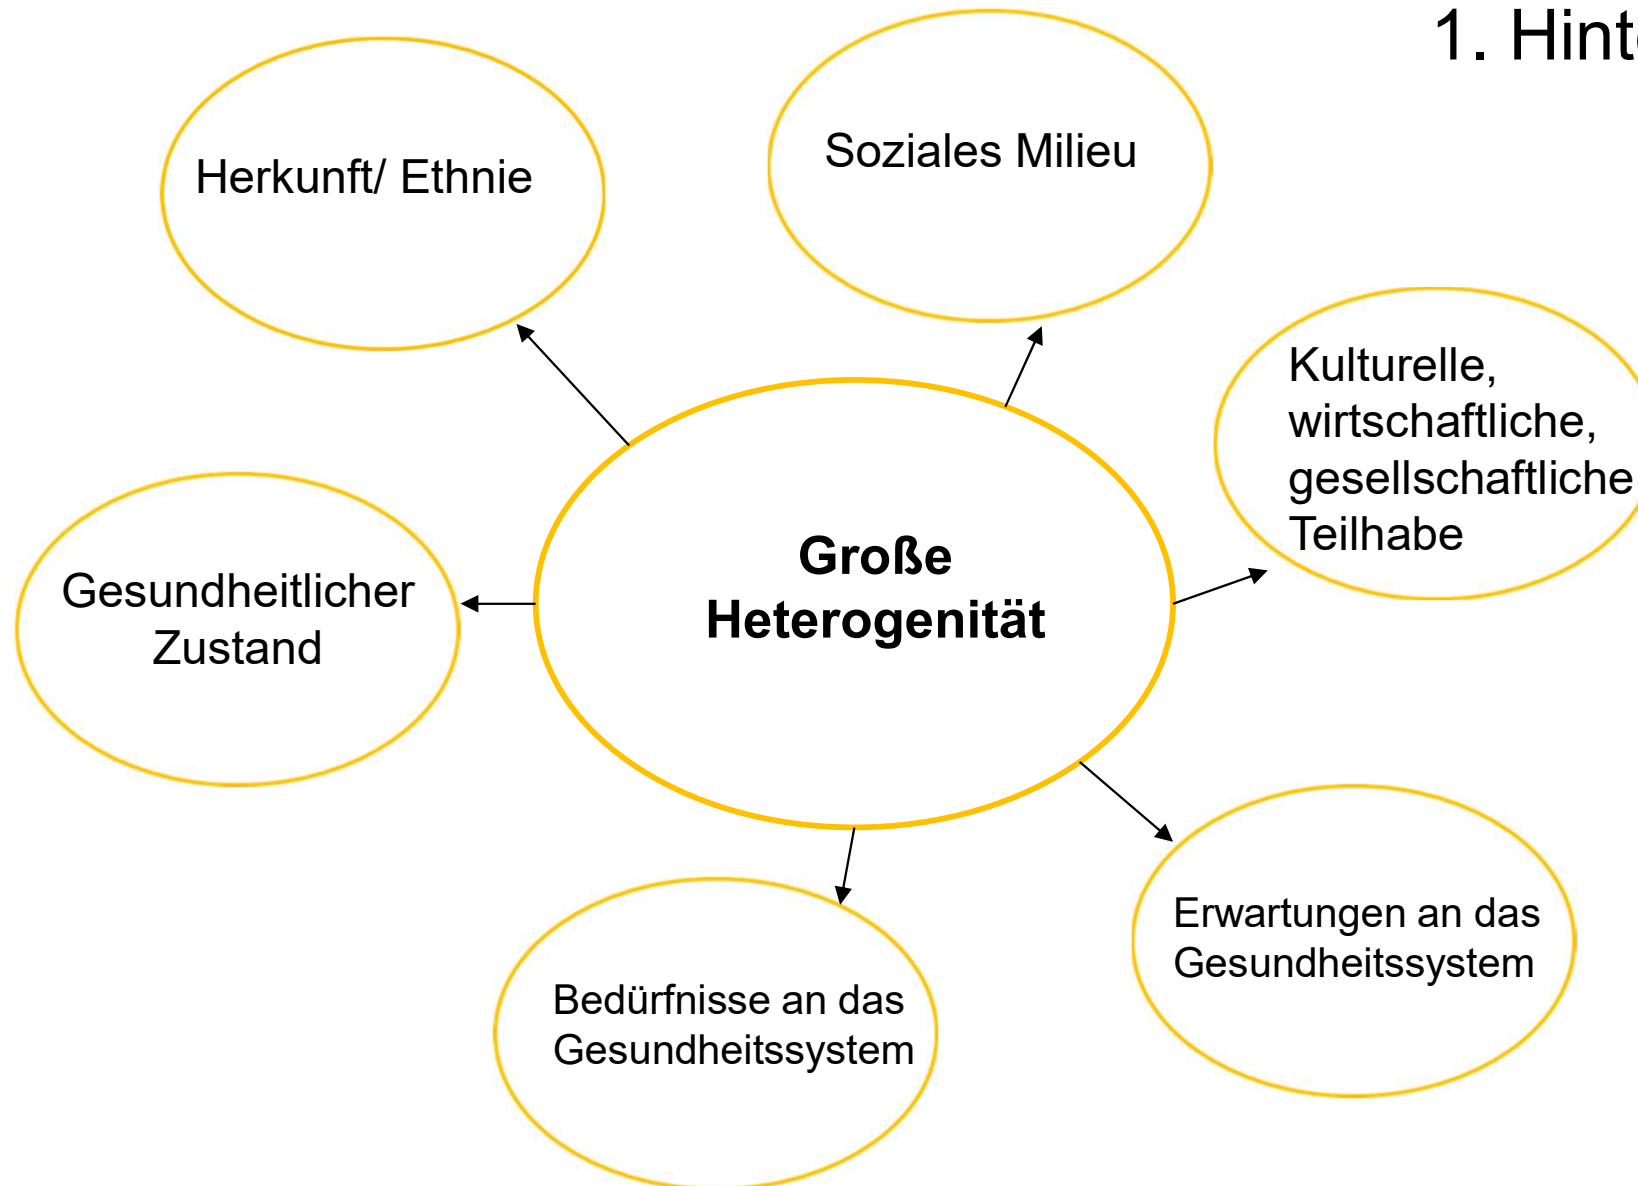 1. Hint
Herkunft/ Ethnie
Soziales Milieu
Kulturelle,
wirtschaftliche,
gesellschaftliche
Teilhabe
Große
Heterogenität
Gesundheitlicher
Zustand
Erwartungen an das
Gesundheitssystem
Bedürfnisse an das
Gesundheitssystem